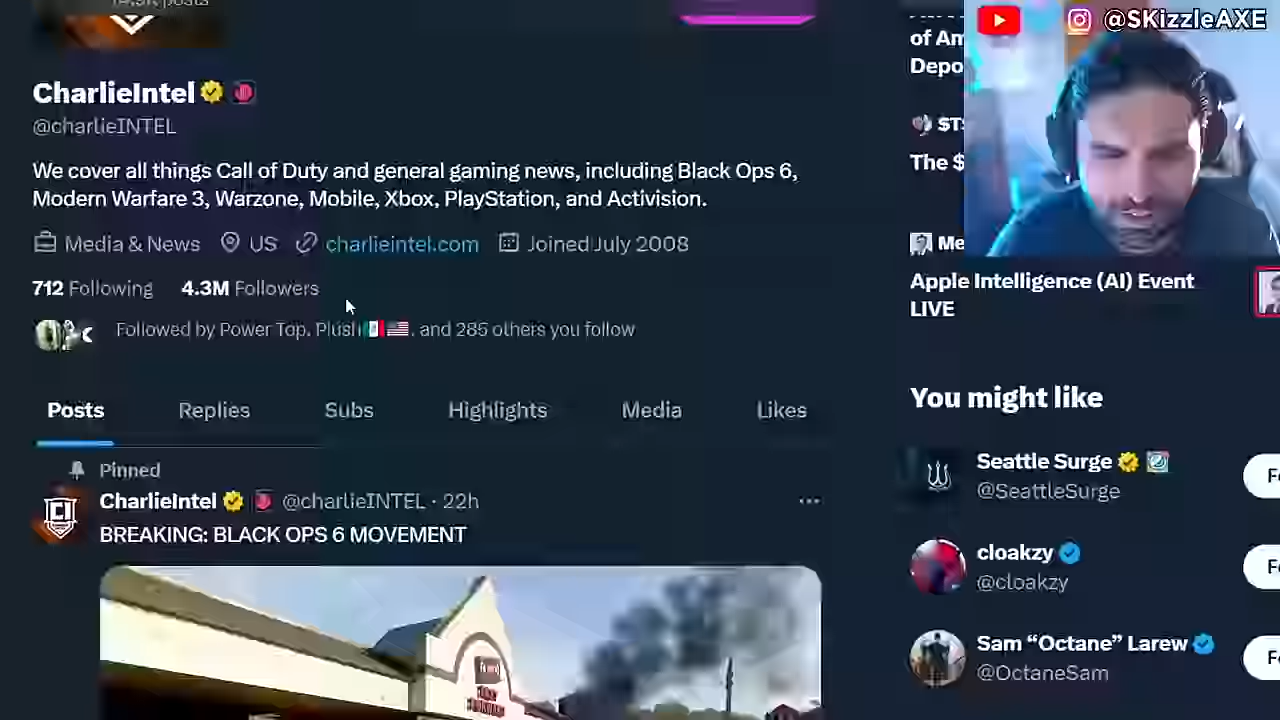 @SKizzleAXE
of Am
Depo
CharlieIntel
@charlieINTEL
We cover all things Call of Duty and general gaming news, including Black Ops 6,
Modern Warfare 3, Warzone, Mobile, Xbox, PlayStation, and Activision.
Media & News US charlieintel.com Joined July 2008
712 Following 4.3M Followers
Followed by Power Top, Plush, and 285 others you follow
Posts Replies Subs Highlights Media Likes
Pinned
CharlieIntel @charlieINTEL · 22h
BREAKING: BLACK OPS 6 MOVEMENT
CI
The $
Me
Apple Intelligence (AI) Event
LIVE
You might like
Seattle Surge
@SeattleSurge
cloakzy
@cloakzy
Sam “Octane” Larew
@OctaneSam